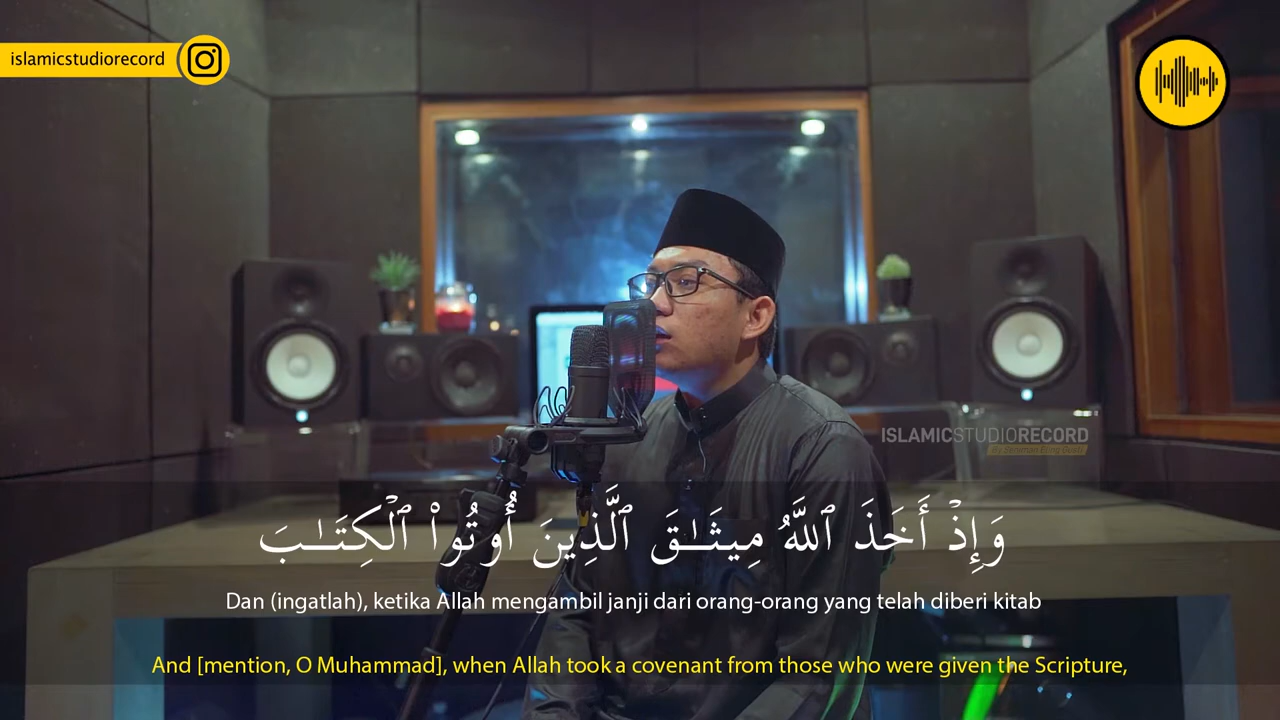 islamicstudiorecord
ISLAMICSTUDIORECORD
وَإِذْ أَخَذَ ٱللَّهُ مِيثَـٰقَ ٱلَّذِينَ أُوتُوا۟ ٱلْكِتَـٰبَ
Dan (ingatlah), ketika Allah mengambil janji dari orang-orang yang telah diberi kitab
And [mention, O Muhammad], when Allah took a covenant from those who were given the Scripture,